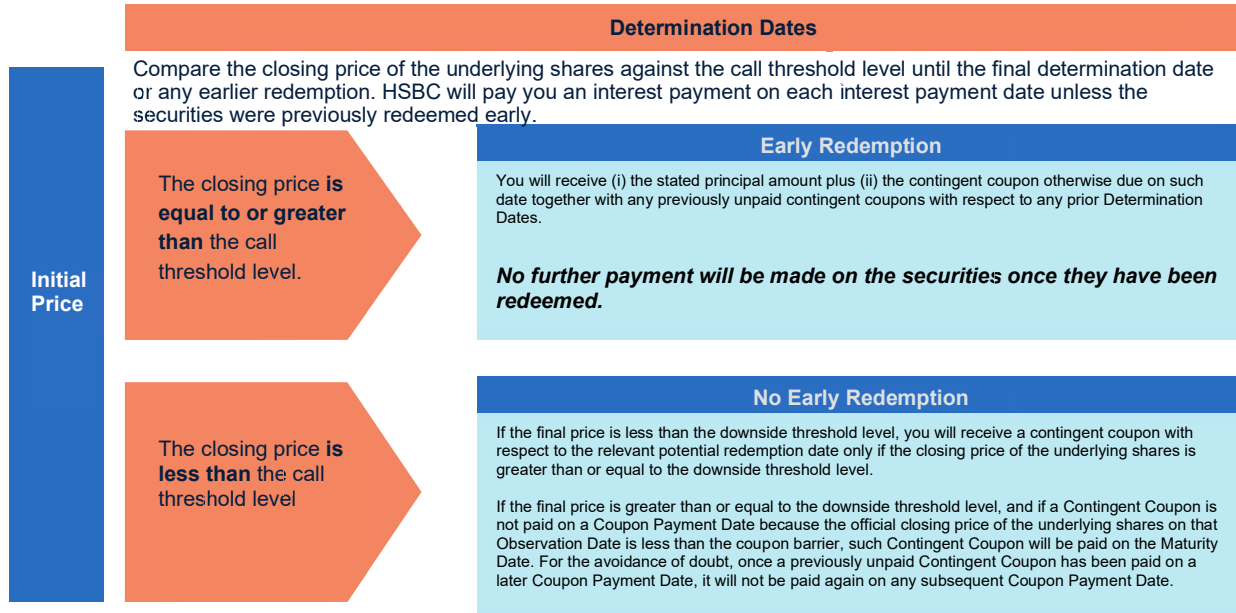 Determination Dates
Compare the closing price of the underlying shares against the call threshold level until the final determination date
or any earlier redemption. HSBC will pay you an interest payment on each interest payment date unless the
securities were previously redeemed early.
Initial
Price
The closing price is
equal to or greater
than the call
threshold level.
Early Redemption
You will receive (i) the stated principal amount plus (ii) the contingent coupon otherwise due on such
date together with any previously unpaid contingent coupons with respect to any prior Determination
Dates.
No further payment will be made on the securities once they have been
redeemed.
The closing price is
less than the call
threshold level
No Early Redemption
If the final price is less than the downside threshold level, you will receive a contingent coupon with
respect to the relevant potential redemption date only if the closing price of the underlying shares is
greater than or equal to the downside threshold level.
If the final price is greater than or equal to the downside threshold level, and if a Contingent Coupon is
not paid on a Coupon Payment Date because the official closing price of the underlying shares on that
Observation Date is less than the coupon barrier, such Contingent Coupon will be paid on the Maturity
Date. For the avoidance of doubt, once a previously unpaid Contingent Coupon has been paid on a
later Coupon Payment Date, it will not be paid again on any subsequent Coupon Payment Date.